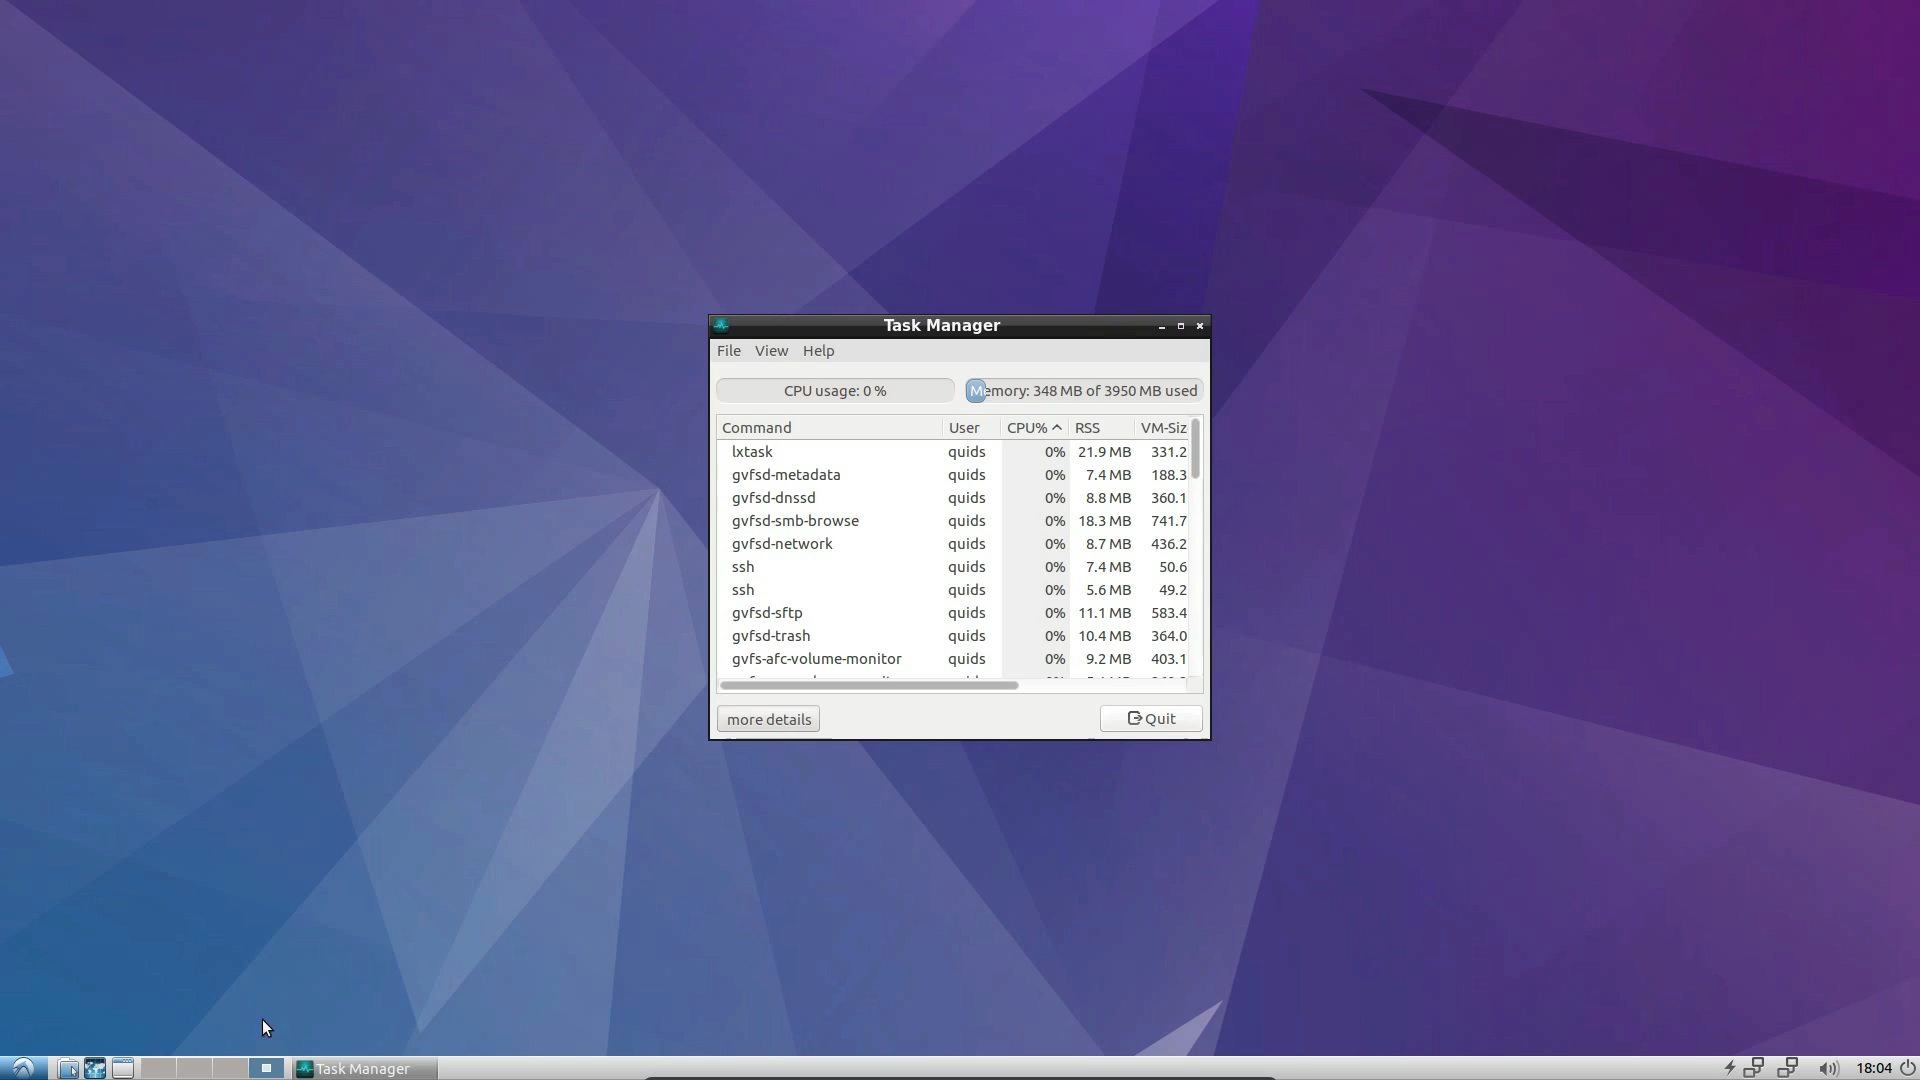 Task Manager
File View Help
CPU usage: 0 % Memory: 348 MB of 3950 MB used
Command User CPU% RSS VM-Siz
lxtask quids 0% 21.9 MB 331.2
gvfsd-metadata quids 0% 7.4 MB 188.3
gvfsd-dnssd quids 0% 8.8 MB 360.1
gvfsd-smb-browse quids 0% 18.3 MB 741.7
gvfsd-network quids 0% 8.7 MB 436.2
ssh quids 0% 7.4 MB 50.6
ssh quids 0% 5.6 MB 49.2
gvfsd-sftp quids 0% 11.1 MB 583.4
gvfsd-trash quids 0% 10.4 MB 364.0
gvfs-afc-volume-monitor quids 0% 9.2 MB 403.1
more details Quit
Task Manager 18:04